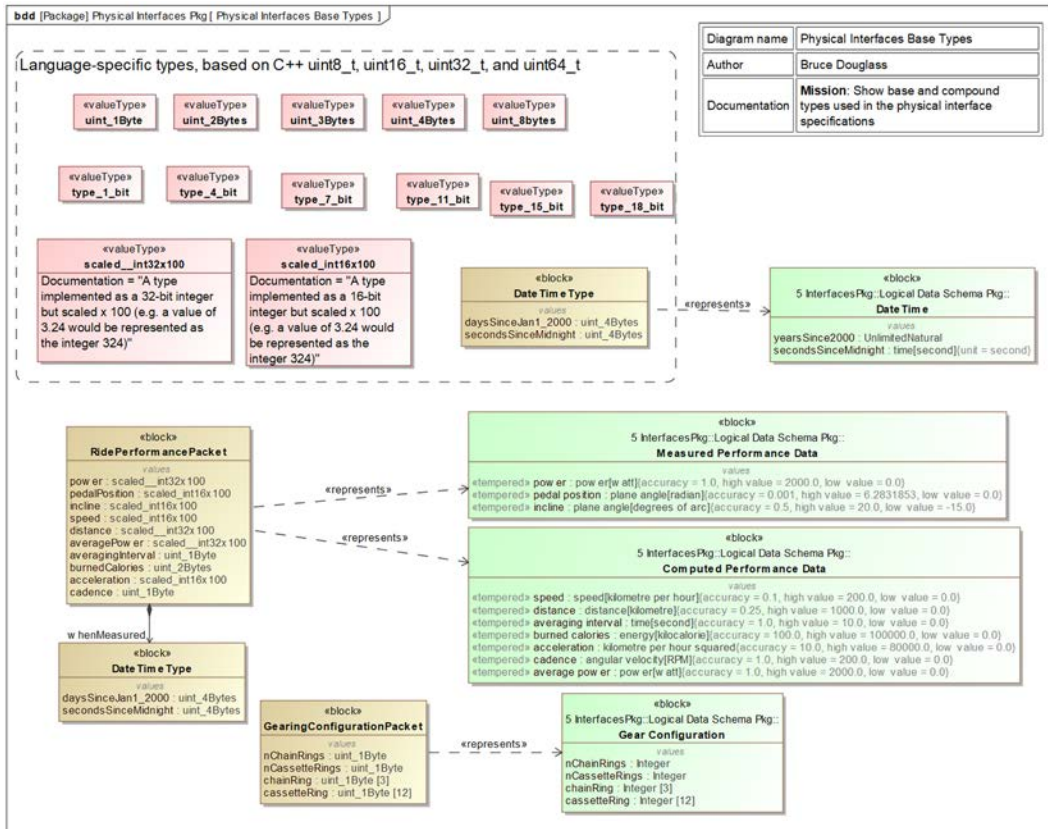 bdd [Package] Physical Interfaces Pkg [ Physical Interfaces Base Types ]
Diagram name Physical Interfaces Base Types
Author Bruce Douglass
Documentation Mission: Show base and compound
types used in the physical interface
specifications
Language-specific types, based on C++ uint8_t, uint16_t, uint32_t, and uint64_t
«valueType»
uint_1Byte
«valueType»
uint_2Bytes
«valueType»
uint_3Bytes
«valueType»
uint_4Bytes
«valueType»
uint_8bytes
«valueType»
type_1_bit
«valueType»
type_4_bit
«valueType»
type_7_bit
«valueType»
type_11_bit
«valueType»
type_15_bit
«valueType»
type_18_bit
«valueType»
scaled__int32x100
Documentation = "A type
implemented as a 32-bit integer
but scaled x 100 (e.g. a value of
3.24 would be represented as
the integer 324)"
«valueType»
scaled_int16x100
Documentation = "A type
implemented as a 16-bit
integer but scaled x 100
(e.g. a value of 3.24 would
be represented as the
integer 324)"
«block»
DateTimeType
values
daysSinceJan1_2000 : uint_4Bytes
secondsSinceMidnight : uint_4Bytes
«represents»
«block»
5 InterfacesPkg::Logical Data Schema Pkg::
DateTime
values
yearsSince2000 : UnlimitedNatural
secondsSinceMidnight : time[second]{unit = second}
«block»
RidePerformancePacket
values
power : scaled__int32x100
pedalPosition : scaled_int16x100
incline : scaled_int16x100
speed : scaled_int16x100
distance : scaled__int32x100
averagePower : scaled__int32x100
averagingInterval : uint_1Byte
burnedCalories : uint_2Bytes
acceleration : scaled_int16x100
cadence : uint_1Byte
«represents»
«represents»
«block»
5 InterfacesPkg::Logical Data Schema Pkg::
Measured Performance Data
values
«tempered» power : power[watt]{accuracy = 1.0, high value = 2000.0, low value = 0.0}
«tempered» pedal position : plane angle[radian]{accuracy = 0.001, high value = 6.2831853, low value = 0.0}
«tempered» incline : plane angle[degrees of arc]{accuracy = 0.5, high value = 20.0, low value = -15.0}
«block»
5 InterfacesPkg::Logical Data Schema Pkg::
Computed Performance Data
values
«tempered» speed : speed[kilometre per hour]{accuracy = 0.1, high value = 200.0, low value = 0.0}
«tempered» distance : distance[kilometre]{accuracy = 0.25, high value = 1000.0, low value = 0.0}
«tempered» averaging interval : time[second]{accuracy = 1.0, high value = 10.0, low value = 0.0}
«tempered» burned calories : energy[kilocalorie]{accuracy = 100.0, high value = 100000.0, low value = 0.0}
«tempered» acceleration : kilometre per hour squared{accuracy = 10.0, high value = 80000.0, low value = 0.0}
«tempered» cadence : angular velocity[RPM]{accuracy = 1.0, high value = 200.0, low value = 0.0}
«tempered» average power : power[watt]{accuracy = 1.0, high value = 2000.0, low value = 0.0}
whenMeasured
«block»
DateTimeType
values
daysSinceJan1_2000 : uint_4Bytes
secondsSinceMidnight : uint_4Bytes
«block»
GearingConfigurationPacket
values
nChainRings : uint_1Byte
nCassetteRings : uint_1Byte
chainRing : uint_1Byte [3]
cassetteRing : uint_1Byte [12]
«represents»
«block»
5 InterfacesPkg::Logical Data Schema Pkg::
Gear Configuration
values
nChainRings : Integer
nCassetteRings : Integer
chainRing : Integer [3]
cassetteRing : Integer [12]